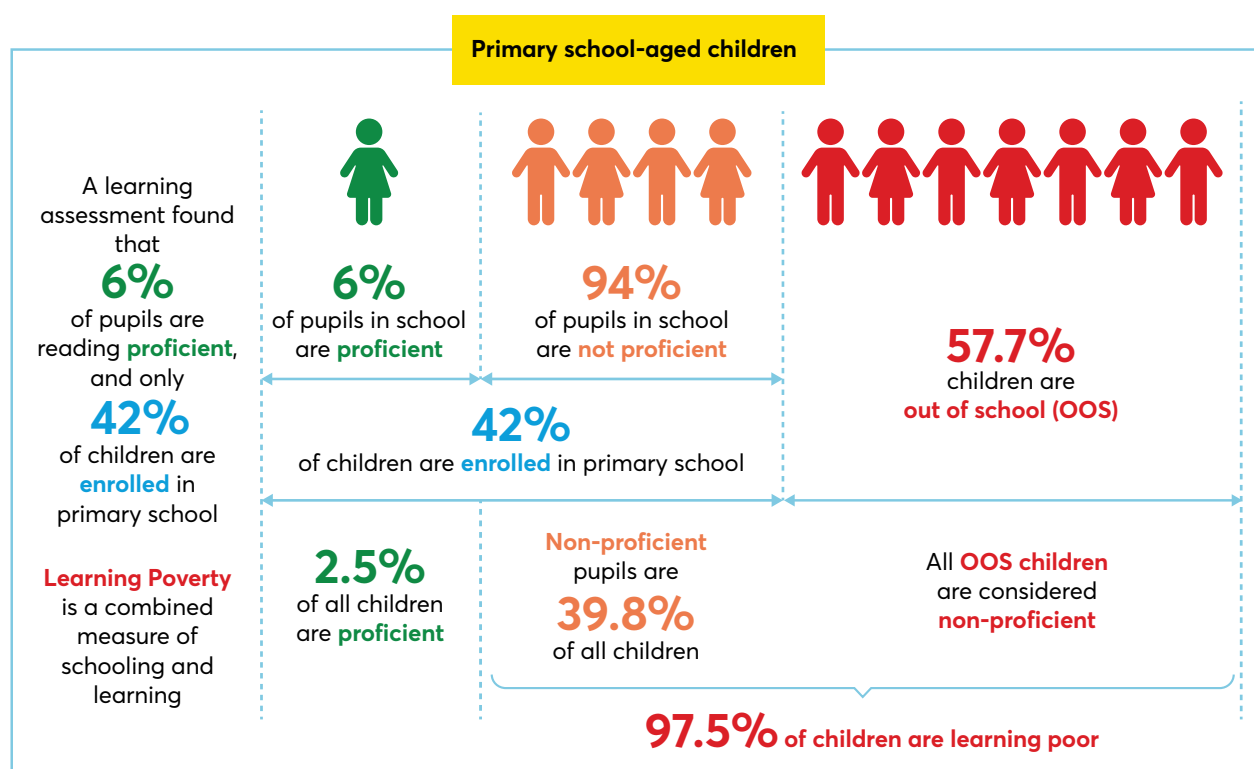 Primary school-aged children
A learning
assessment found
that
6%
of pupils are
reading proficient,
and only
42%
of children are
enrolled in
primary school
Learning Poverty
is a combined
measure of
schooling and
learning
6%
of pupils in school
are proficient
94%
of pupils in school
are not proficient
57.7%
children are
out of school (OOS)
42%
of children are enrolled in primary school
2.5%
of all children
are proficient
Non-proficient
pupils are
39.8%
of all children
All OOS children
are considered
non-proficient
97.5% of children are learning poor